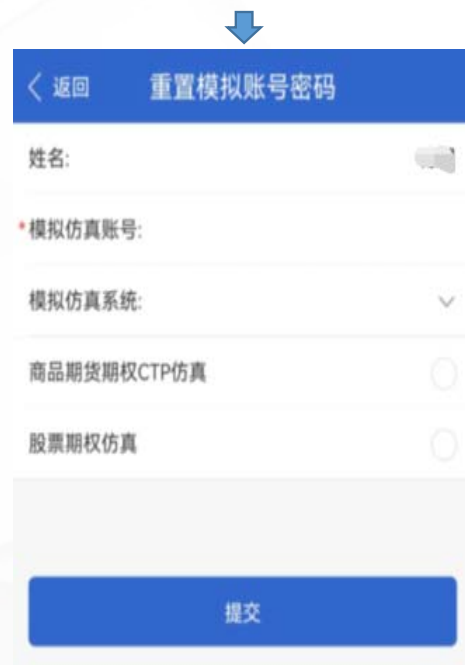 返回 重置模拟账号密码
姓名:
*模拟仿真账号:
模拟仿真系统:
商品期货期权CTP仿真
股票期权仿真
提交